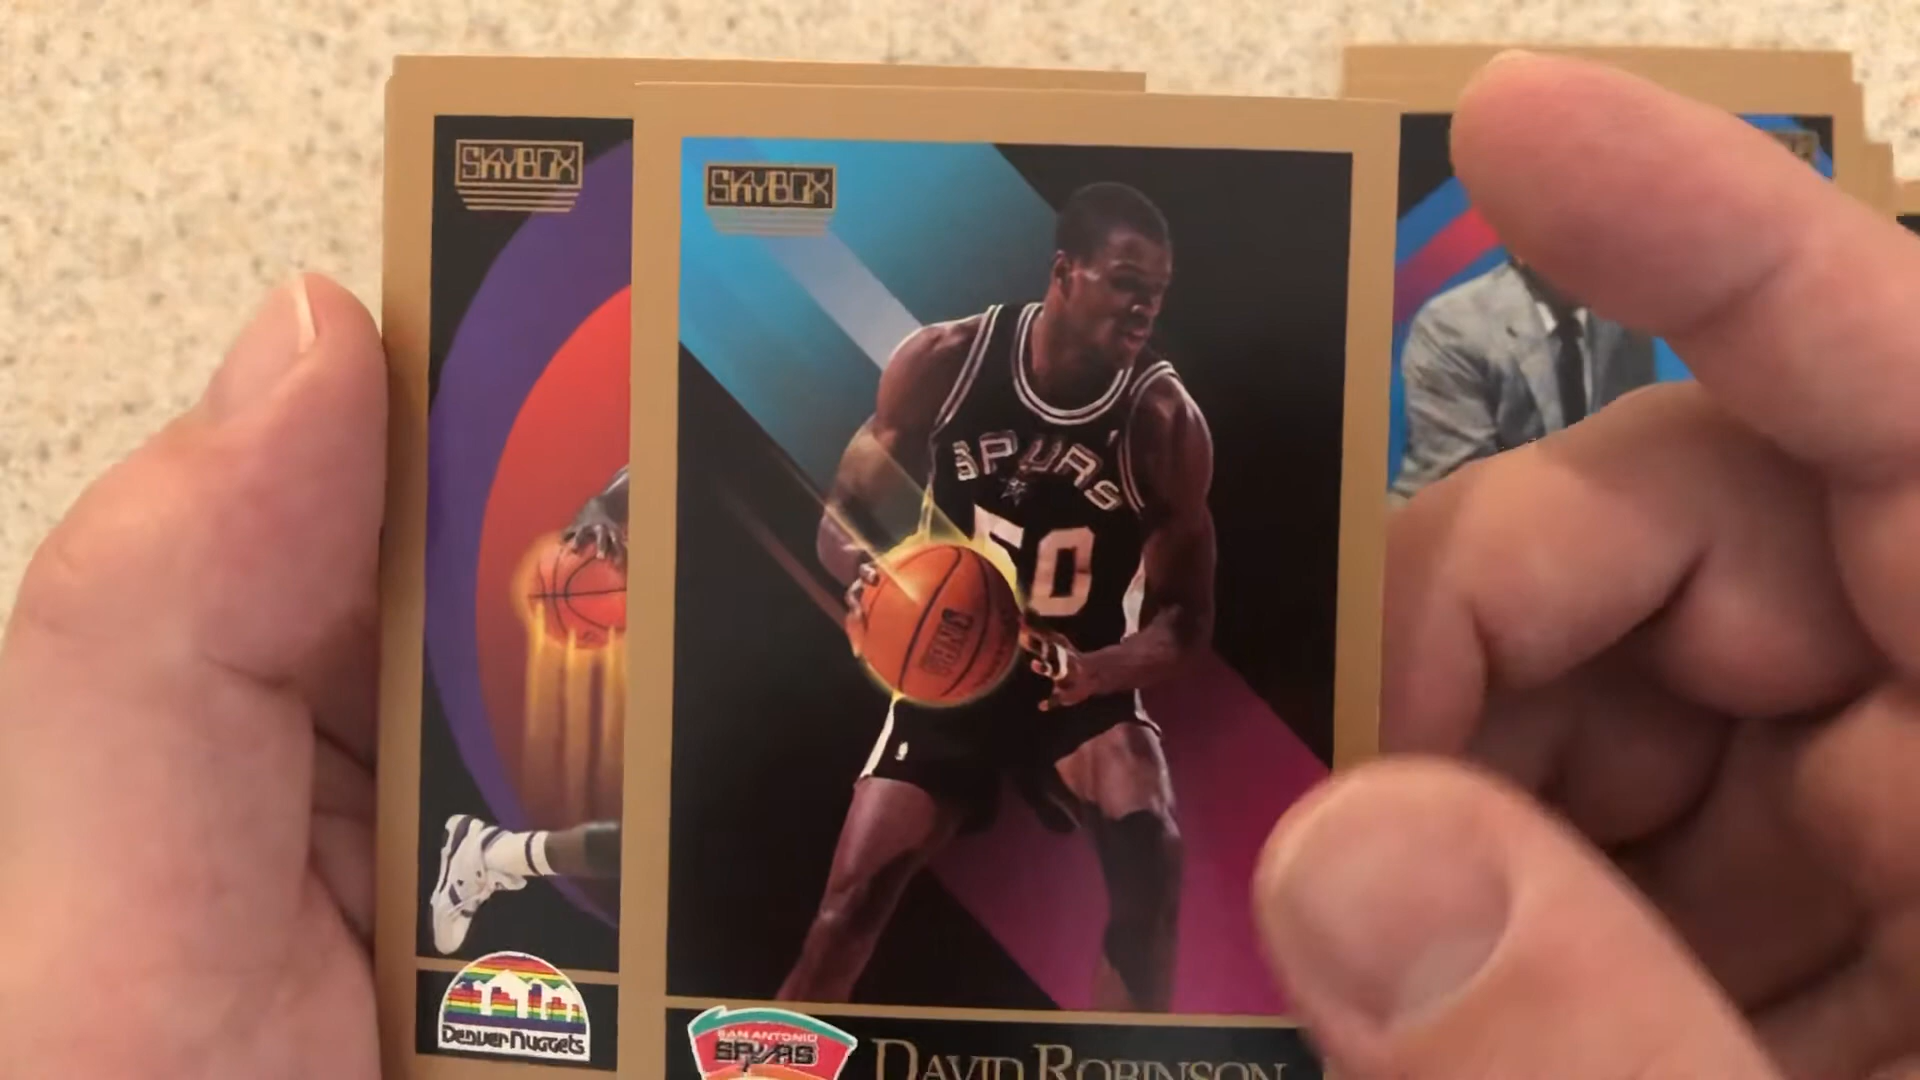 SKYBOX
SKYBOX
SPURS
50
Denver Nuggets
SAN ANTONIO
SPURS
DAVID ROBINSON